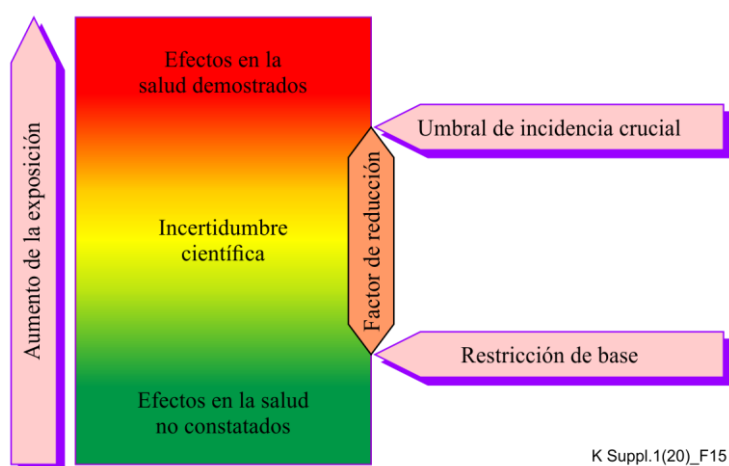 Aumento de la exposición
Efectos en la
salud demostrados
Incertidumbre
científica
Efectos en la salud
no constatados
Factor de reducción
Umbral de incidencia crucial
Restricción de base
K Suppl.1(20)_F15